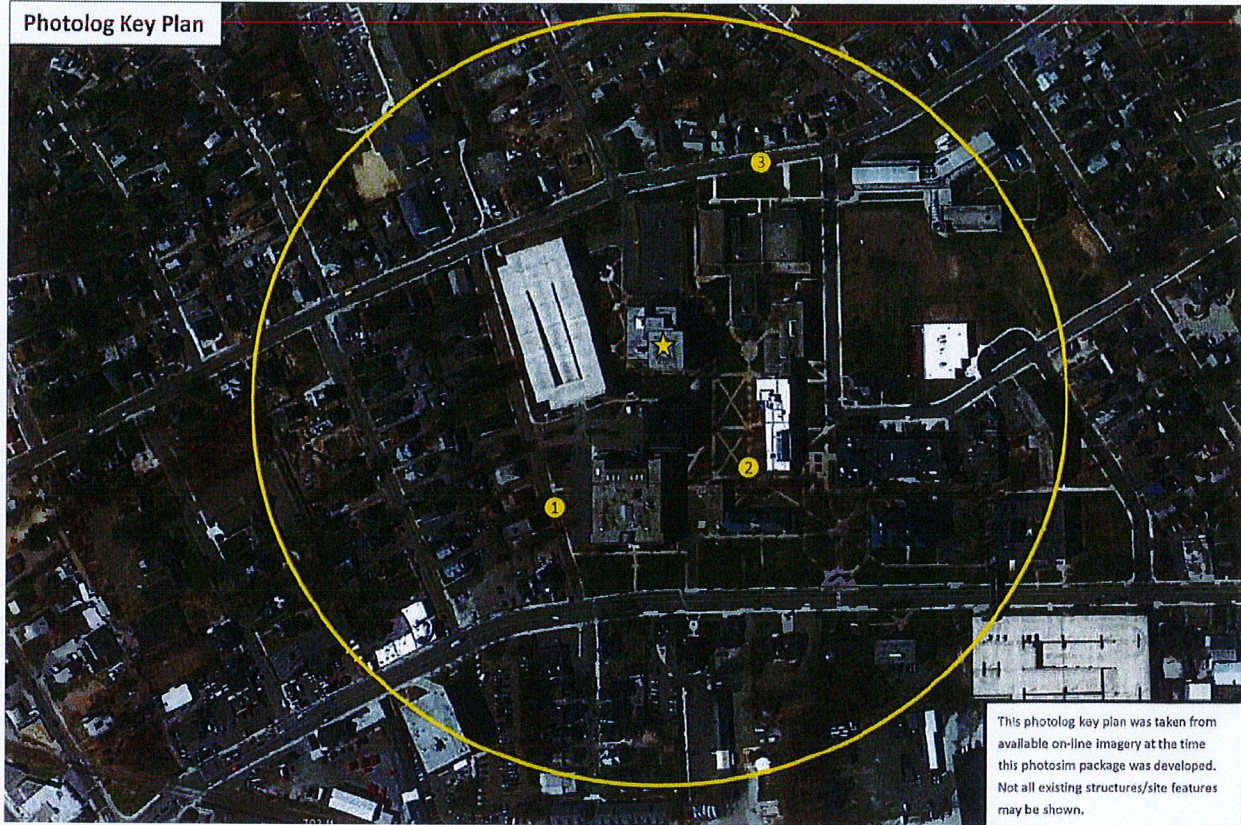 Photolog Key Plan
3
2
1
This photolog key plan was taken from
available on-line imagery at the time
this photosim package was developed.
Not all existing structures/site features
may be shown.